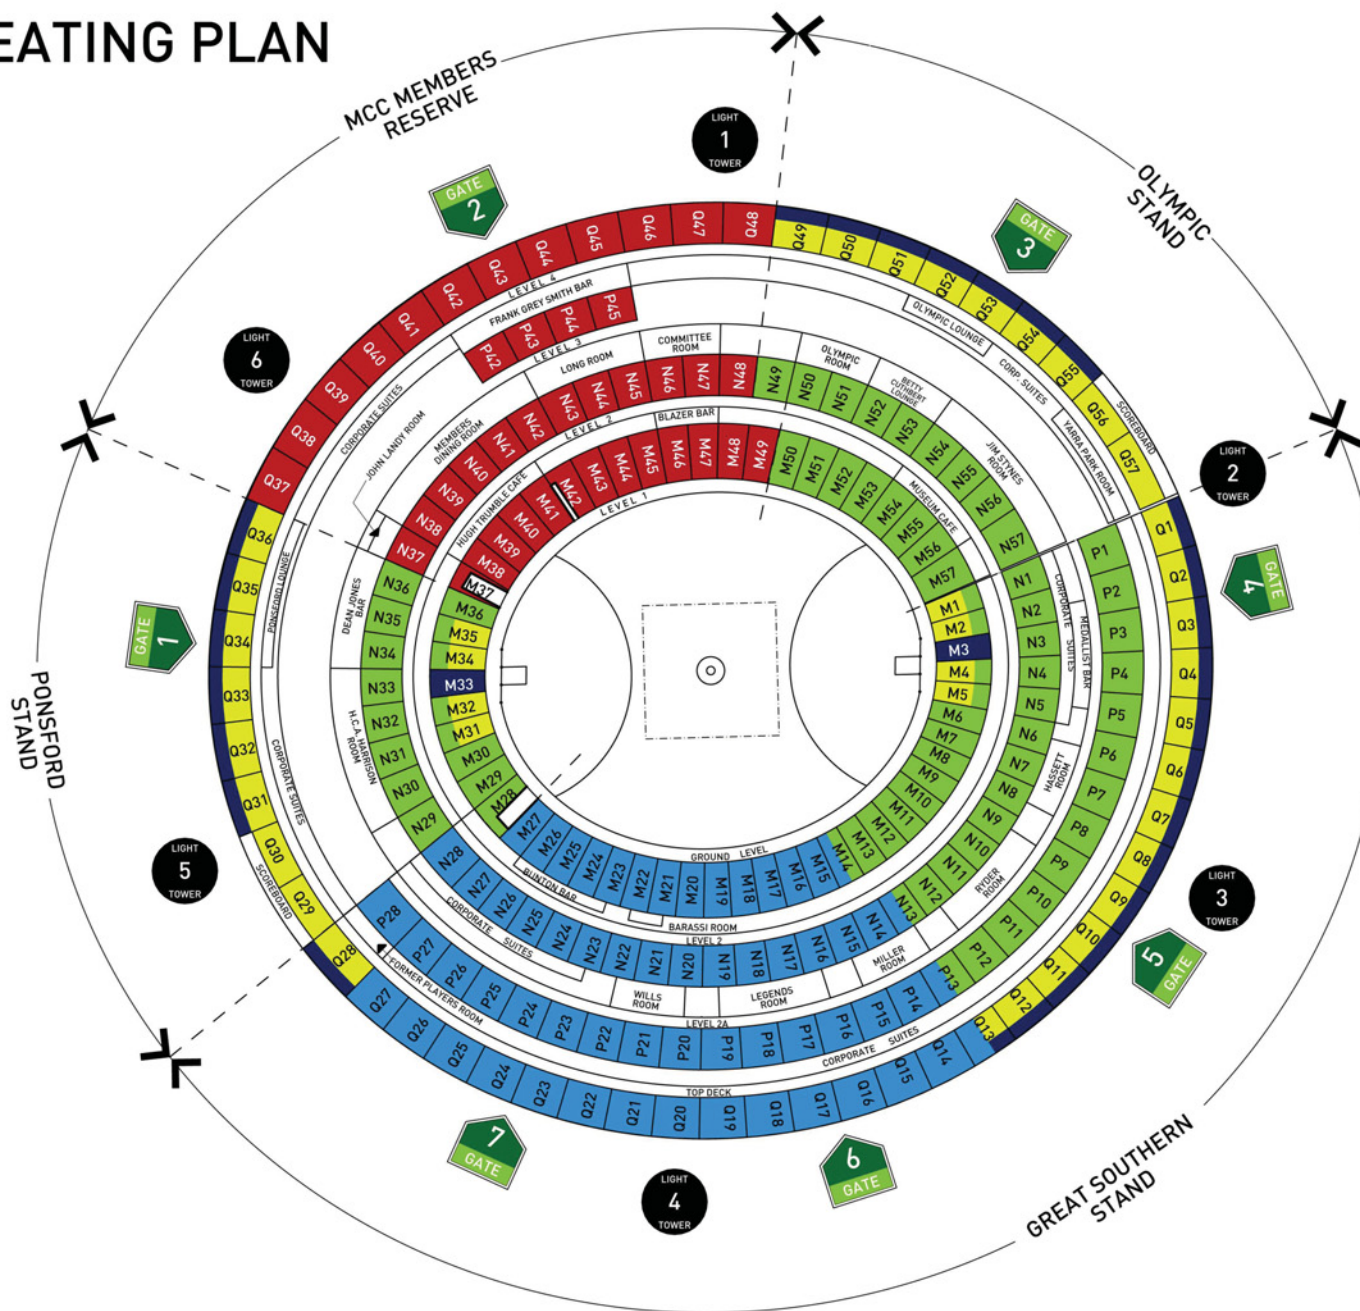 EATING PLAN
MCC MEMBERS
RESERVE
OLYMPIC
STAND
PONSFORD
STAND
GREAT SOUTHERN
STAND
LIGHT
1
TOWER
LIGHT
2
TOWER
LIGHT
3
TOWER
LIGHT
4
TOWER
LIGHT
5
TOWER
LIGHT
6
TOWER
GATE
1
GATE
2
GATE
3
GATE
4
GATE
5
GATE
6
GATE
7
Q37 Q38 Q39 Q40 Q41 Q42 Q43 Q44 Q45 Q46 Q47 Q48
Q49 Q50 Q51 Q52 Q53 Q54 Q55 Q56 Q57
SCOREBOARD
Q1 Q2 Q3 Q4 Q5 Q6 Q7 Q8 Q9 Q10 Q11 Q12 Q13
Q14 Q15 Q16 Q17 Q18 Q19 Q20 Q21 Q22 Q23 Q24 Q25 Q26 Q27
Q28 Q29 Q30 Q31 Q32 Q33 Q34 Q35 Q36
SCOREBOARD
LEVEL 4
FRANK GREY SMITH BAR
P42 P43 P44 P45
LEVEL 3
CORPORATE SUITES
JOHN LANDY ROOM
MEMBERS
DINING ROOM
LONG ROOM
COMMITTEE
ROOM
OLYMPIC
ROOM
BETTY
CUTHBERT
LOUNGE
OLYMPIC LOUNGE
CORP. SUITES
YARRA PARK ROOM
JIM STYNES
ROOM
N37 N38 N39 N40 N41 N42 N43 N44 N45 N46 N47 N48
N49 N50 N51 N52 N53 N54 N55 N56 N57
LEVEL 2
HUGH TRUMBLE CAFE
BLAZER BAR
MUSEUM CAFE
M37 M38 M39 M40 M41 M42 M43 M44 M45 M46 M47 M48 M49
M50 M51 M52 M53 M54 M55 M56 M57
LEVEL 1
PONSFORD LOUNGE
DEAN JONES
BAR
H.C.A. HARRISON
ROOM
CORPORATE SUITES
N36 N35 N34 N33 N32 N31 N30 N29
M36 M35 M34 M33 M32 M31 M30 M29 M28
M1 M2 M3 M4 M5 M6 M7 M8 M9 M10 M11 M12 M13 M14
N1 N2 N3 N4 N5 N6 N7 N8 N9 N10 N11 N12 N13
CORPORATE SUITES
MEDALLIST BAR
HASSETT
ROOM
RYDER
ROOM
P1 P2 P3 P4 P5 P6 P7 P8 P9 P10 P11 P12 P13
GROUND LEVEL
M27 M26 M25 M24 M23 M22 M21 M20 M19 M18 M17 M16 M15
BUNTON BAR
BARASSI ROOM
LEVEL 2
N28 N27 N26 N25 N24 N23 N22 N21 N20 N19 N18 N17 N16 N15 N14
CORPORATE SUITES
WILLS
ROOM
LEGENDS
ROOM
MILLER
ROOM
LEVEL 2A
P28 P27 P26 P25 P24 P23 P22 P21 P20 P19 P18 P17 P16 P15 P14
FORMER PLAYERS ROOM
CORPORATE SUITES
TOP DECK